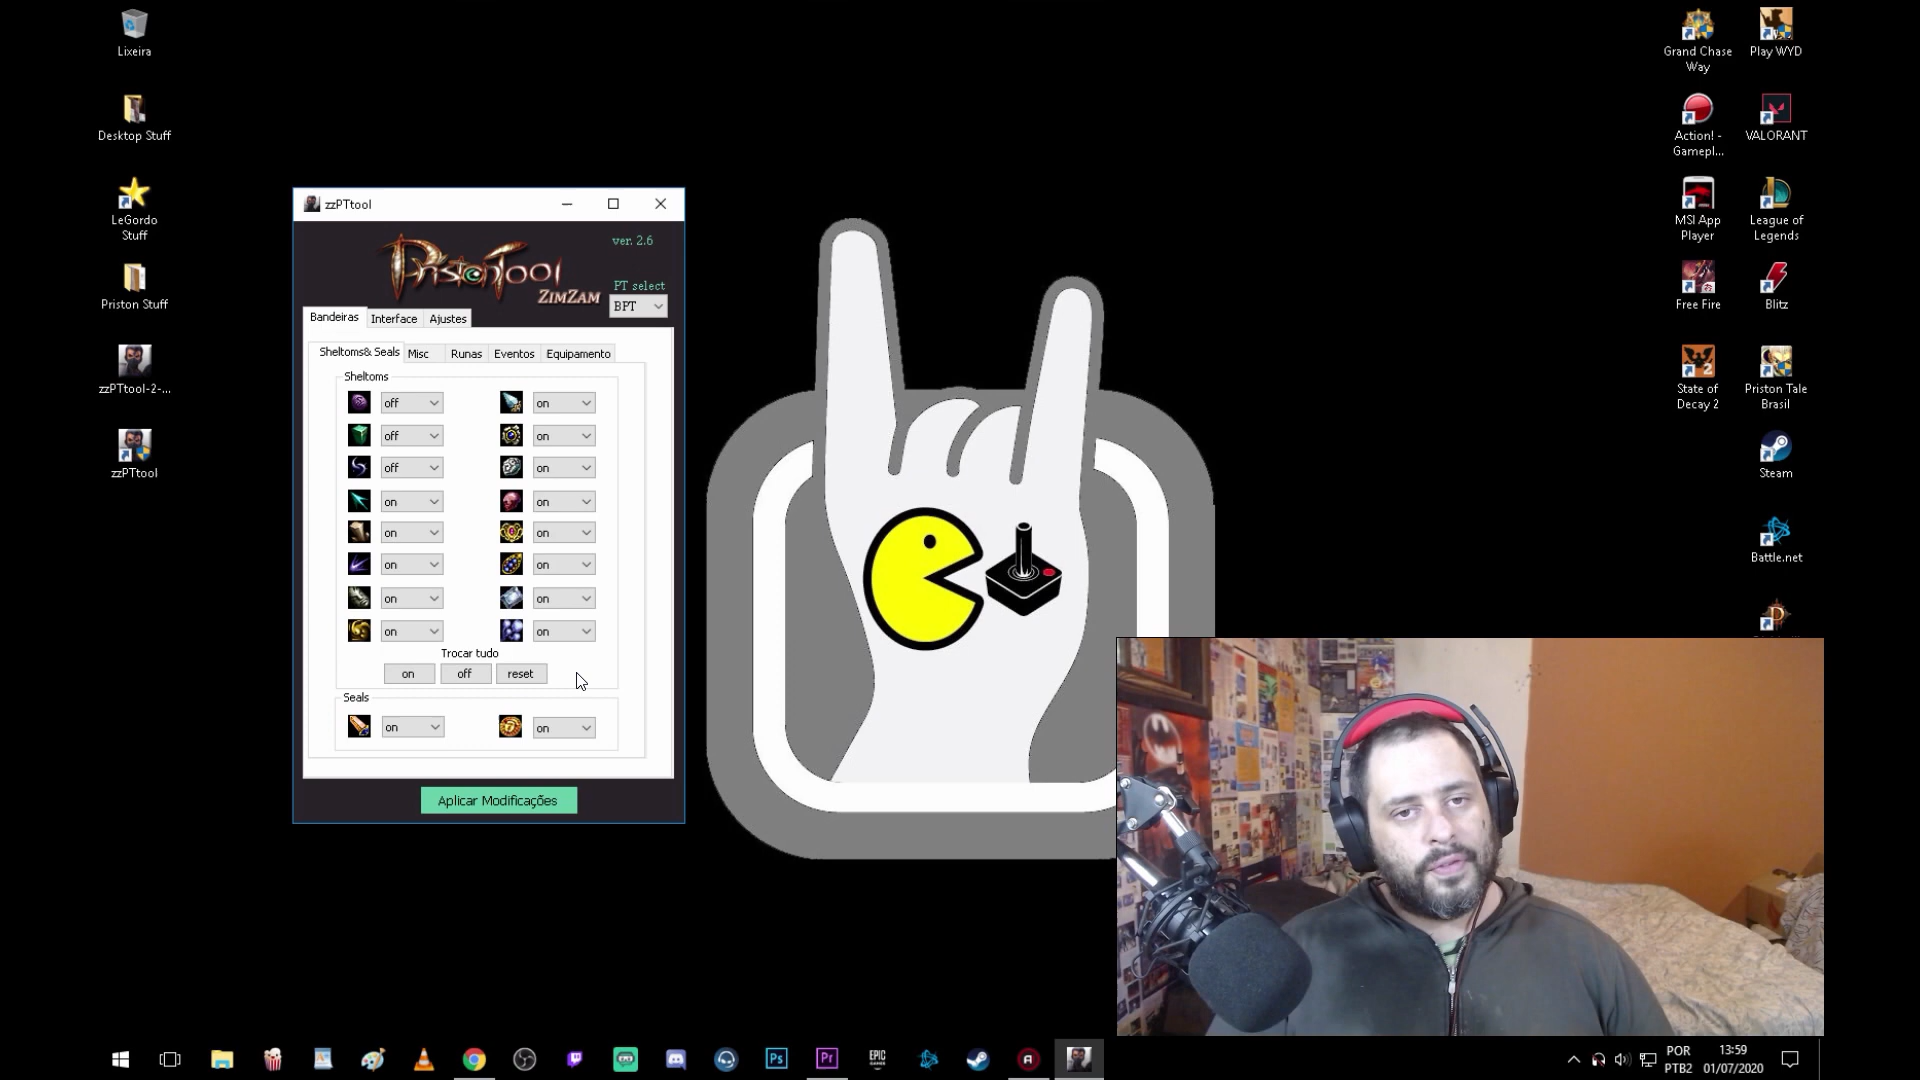 Lixeira
Desktop Stuff
LeGordo
Stuff
Priston Stuff
zzPTtool-2-...
zzPTtool
zzPTtool
ver. 2.6
PristonTool
ZIMZAM
PT select
BPT
Bandeiras
Interface
Ajustes
Sheltoms& Seals
Misc
Runas
Eventos
Equipamento
Sheltoms
off
on
off
on
off
on
on
on
on
on
on
on
on
on
on
on
Trocar tudo
on
off
reset
Seals
on
on
Aplicar Modificações
Grand Chase
Way
Play WYD
Action! -
Gamepl...
VALORANT
MSI App
Player
League of
Legends
Free Fire
Blitz
State of
Decay 2
Priston Tale
Brasil
Steam
Battle.net
Ps
Pr
EPIC
GAMES
POR
PTB2
13:59
01/07/2020